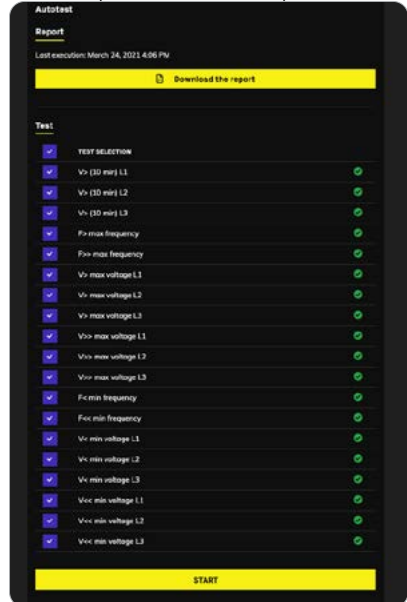 Autotest
Report
Last execution: March 24, 2021 4:06 PM
Download the report
Test
TEST SELECTION
V> (10 min) L1
V> (10 min) L2
V> (10 min) L3
F> max frequency
F>> max frequency
V> max voltage L1
V> max voltage L2
V> max voltage L3
V>> max voltage L1
V>> max voltage L2
V>> max voltage L3
F< min frequency
F<< min frequency
V< min voltage L1
V< min voltage L2
V< min voltage L3
V<< min voltage L1
V<< min voltage L2
V<< min voltage L3
START